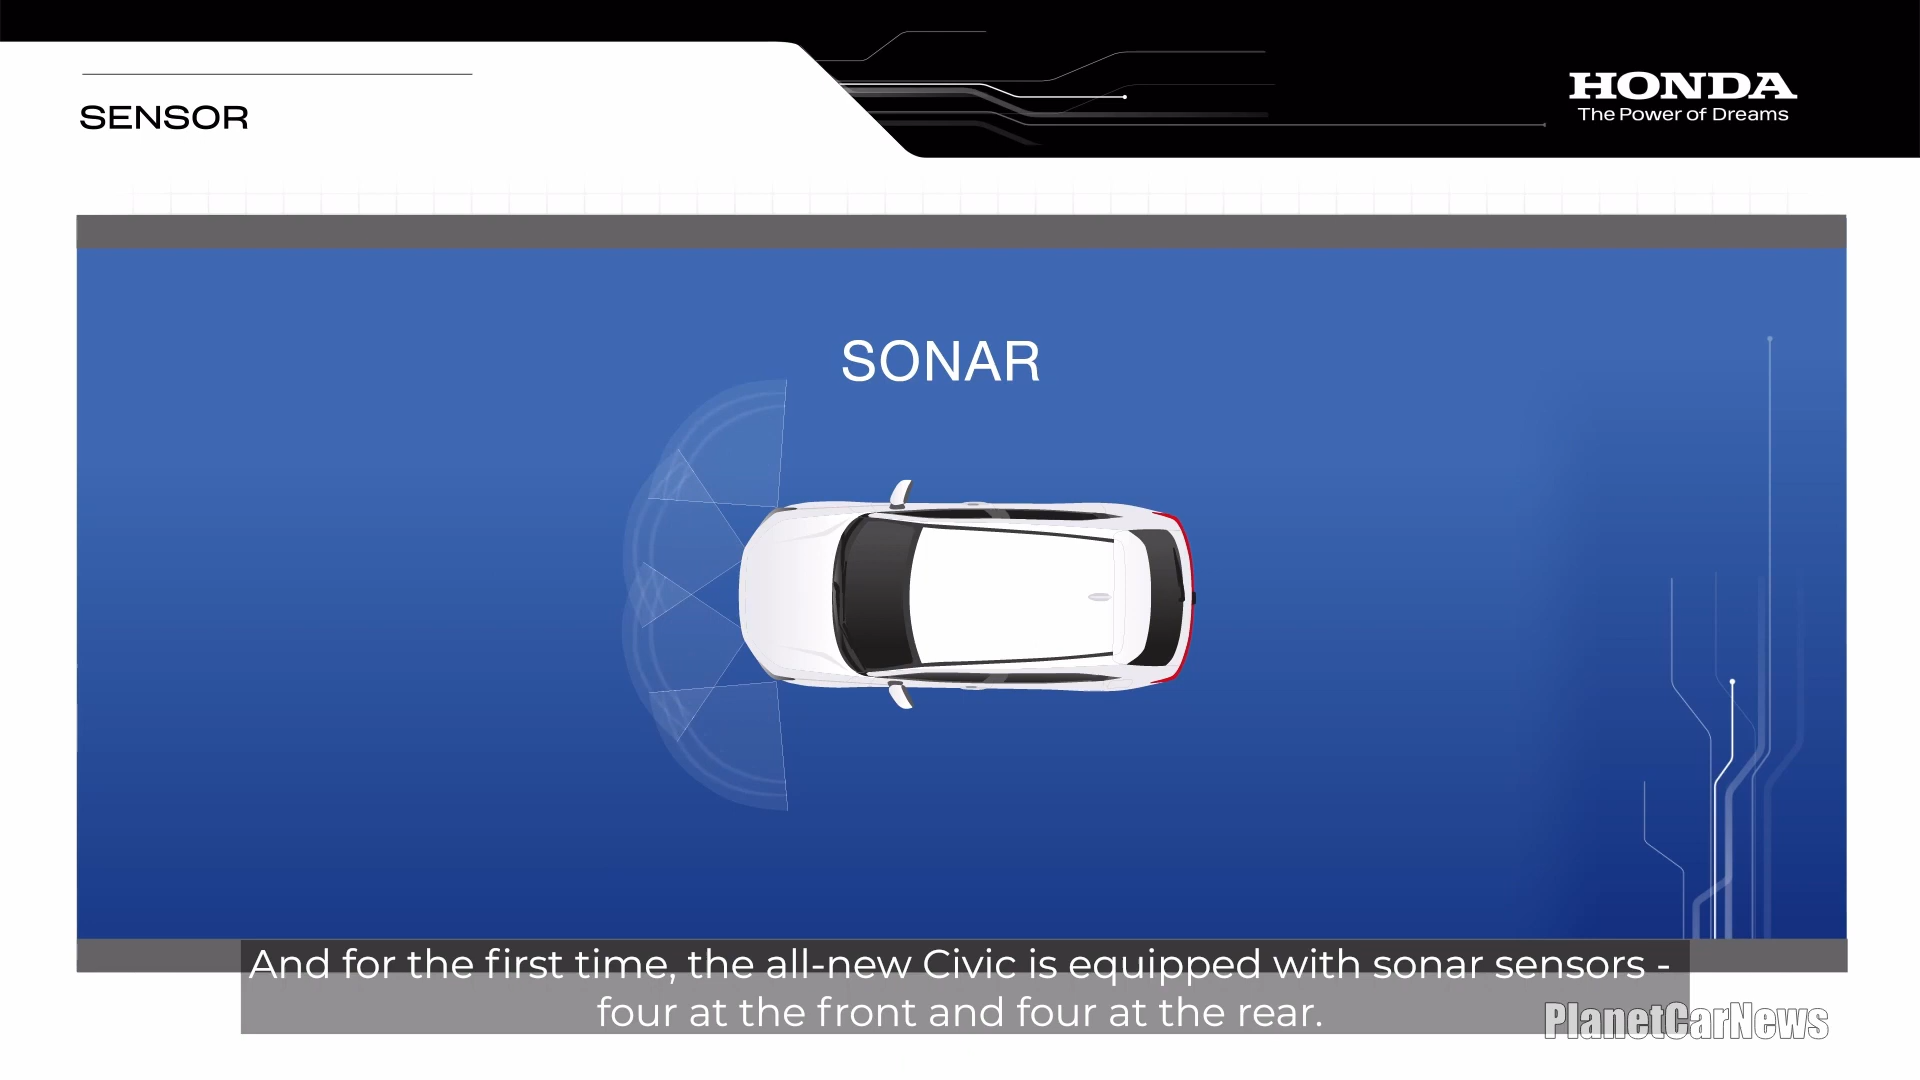 HONDA
The Power of Dreams
SENSOR
SONAR
And for the first time, the all-new Civic is equipped with sonar sensors -
four at the front and four at the rear.
PlanetCarNews